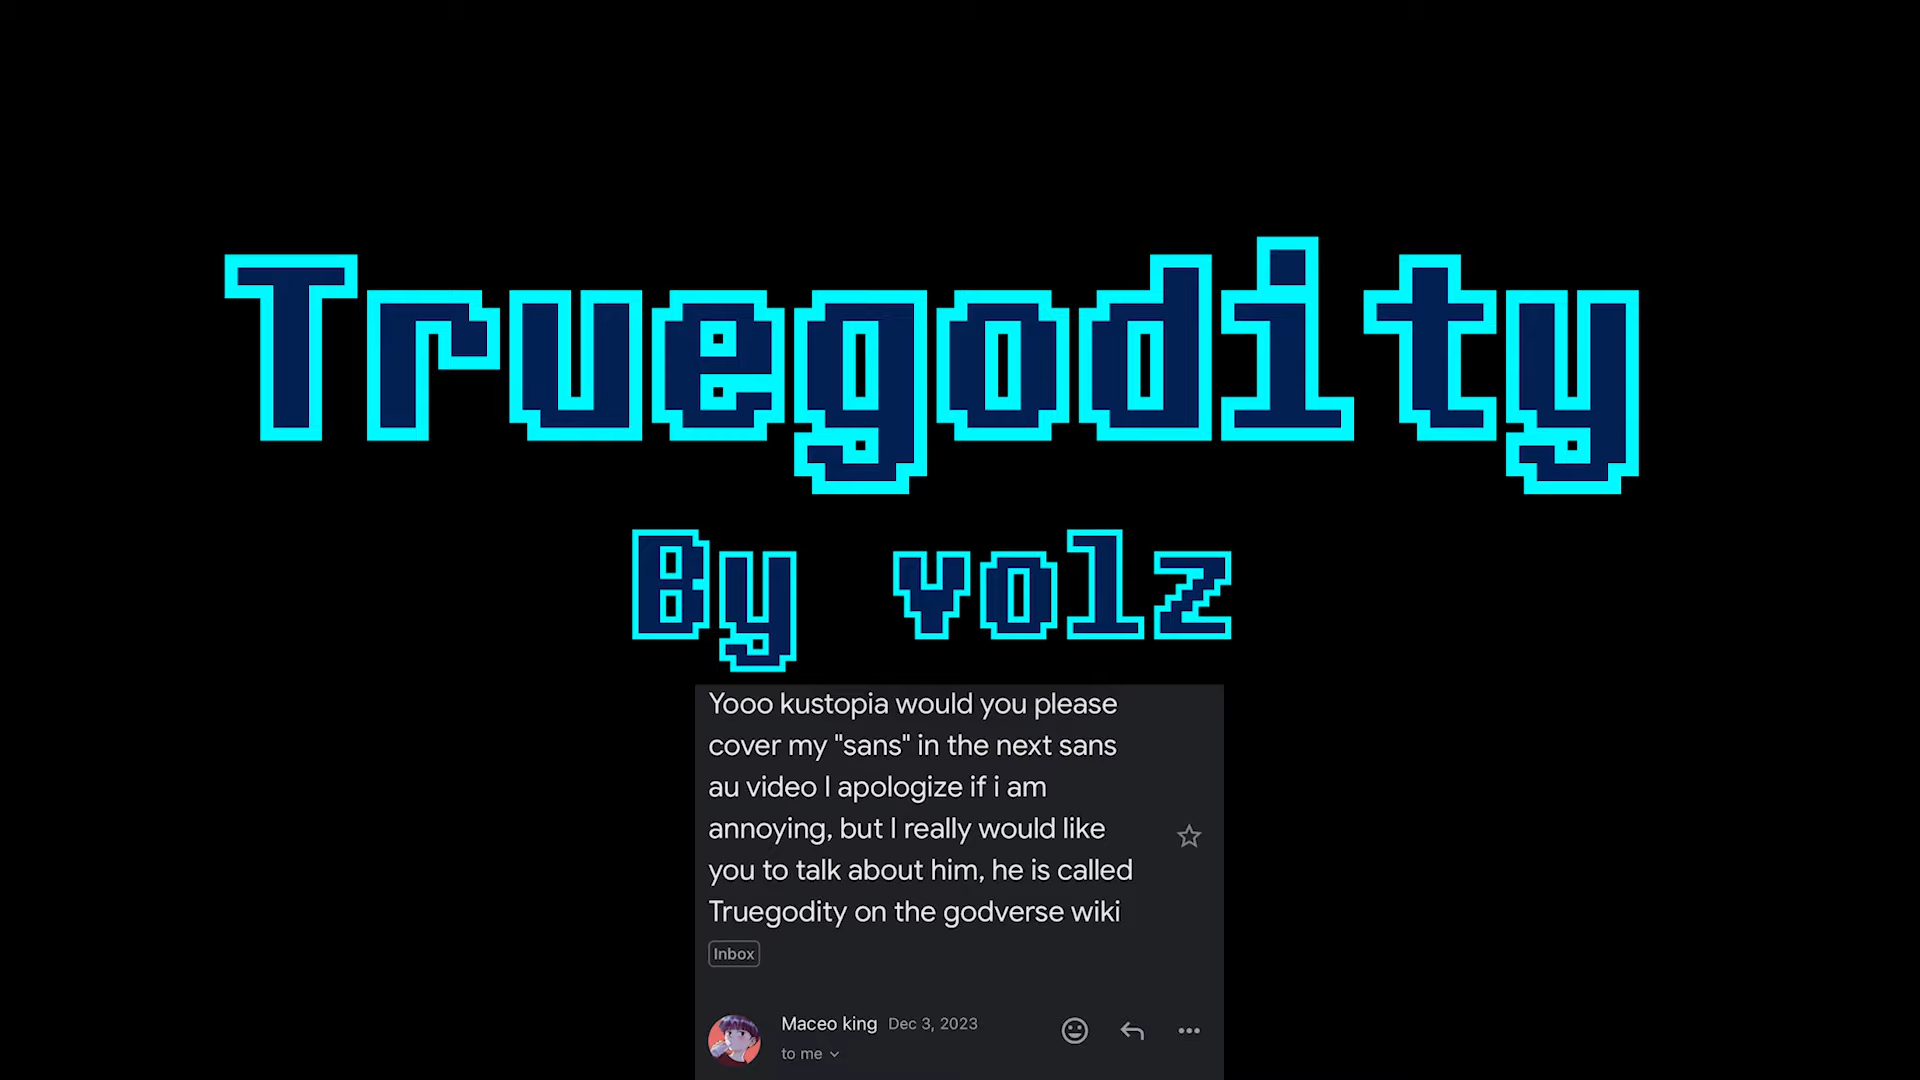 Truegodity
By volz
Yooo kustopia would you please
cover my "sans" in the next sans
au video I apologize if i am
annoying, but I really would like
you to talk about him, he is called
Truegodity on the godverse wiki
Inbox
Maceo king Dec 3, 2023
to me